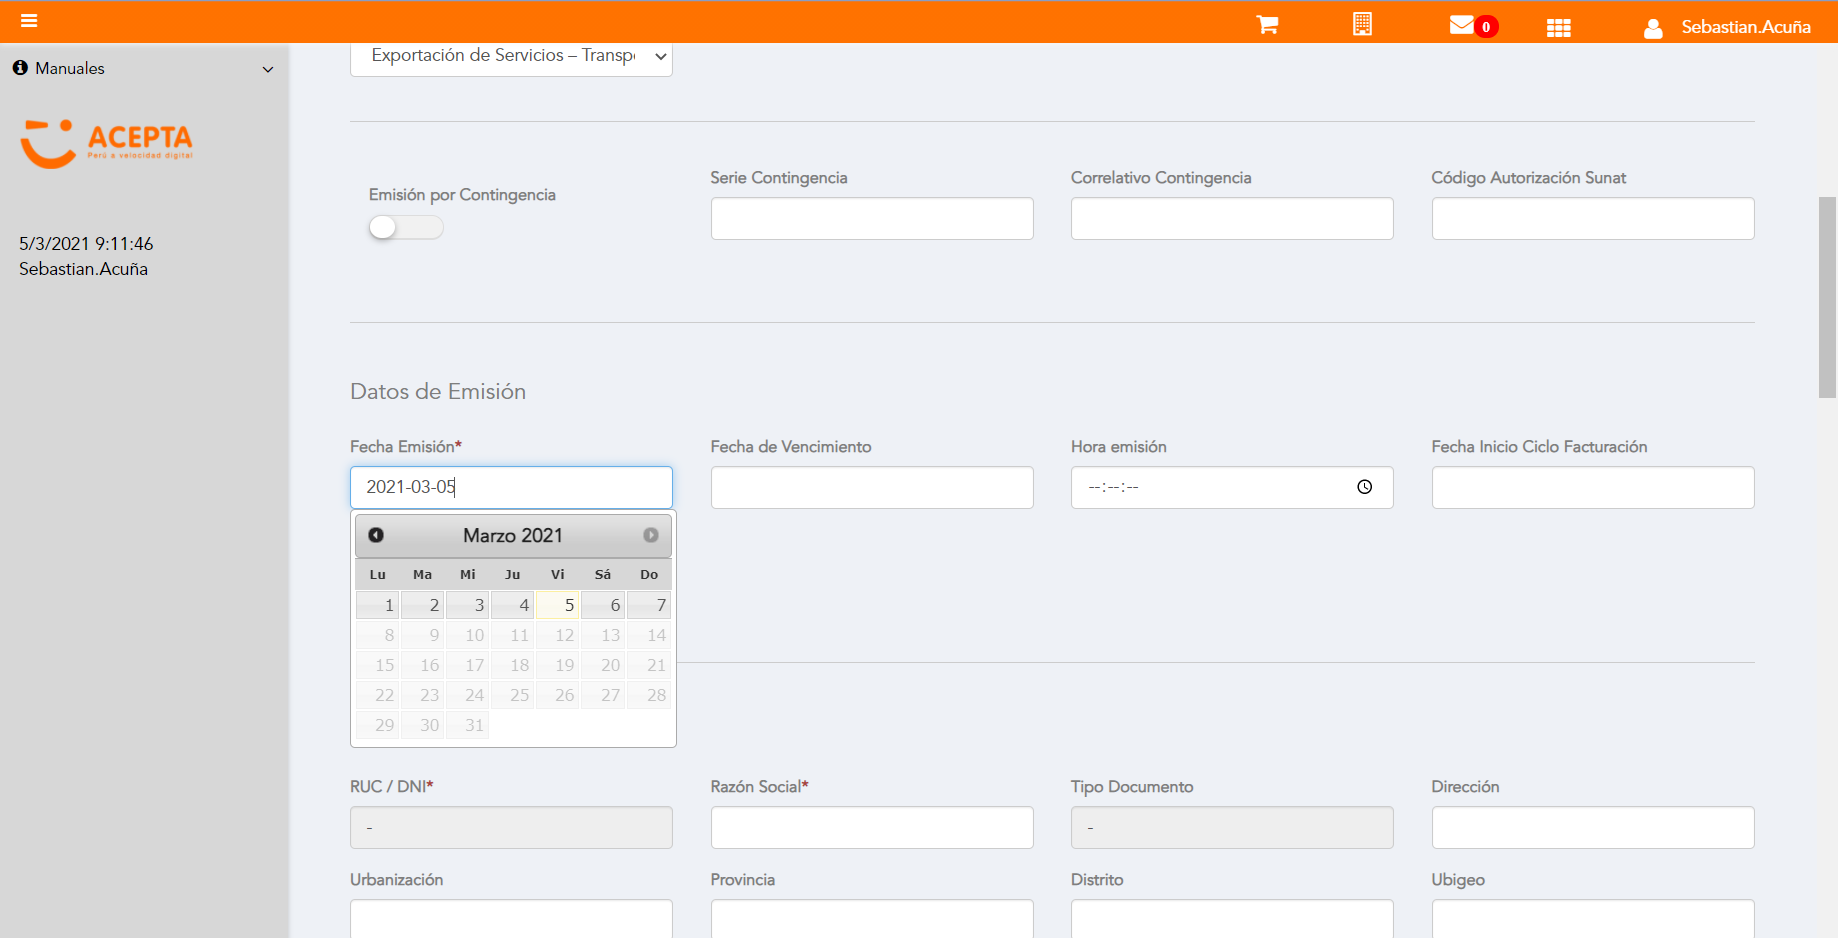 0
Sebastian.Acuña
Manuales
ACEPTA
Perú a velocidad digital
5/3/2021 9:11:46
Sebastian.Acuña
Exportación de Servicios – Transp
Emisión por Contingencia
Serie Contingencia
Correlativo Contingencia
Código Autorización Sunat
Datos de Emisión
Fecha Emisión*
Fecha de Vencimiento
Hora emisión
Fecha Inicio Ciclo Facturación
2021-03-05
--:--:--
Marzo 2021
Lu Ma Mi Ju Vi Sá Do
1 2 3 4 5 6 7
8 9 10 11 12 13 14
15 16 17 18 19 20 21
22 23 24 25 26 27 28
29 30 31
RUC / DNI*
Razón Social*
Tipo Documento
Dirección
-
-
Urbanización
Provincia
Distrito
Ubigeo